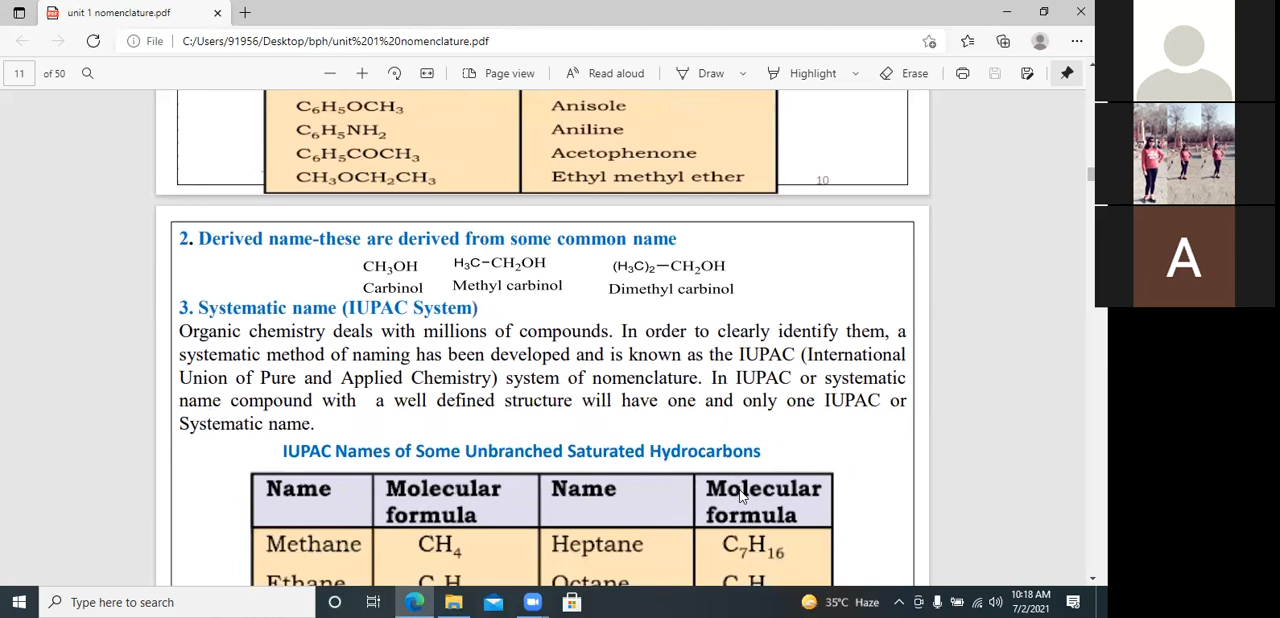 unit 1 nomenclature.pdf
File C:/Users/91956/Desktop/bph/unit%201%20nomenclature.pdf
11 of 50 Page view Read aloud Draw Highlight Erase
C₆H₅OCH₃ Anisole
C₆H₅NH₂ Aniline
C₆H₅COCH₃ Acetophenone
CH₃OCH₂CH₃ Ethyl methyl ether
10
2. Derived name-these are derived from some common name
CH₃OH H₃C-CH₂OH (H₃C)₂-CH₂OH
Carbinol Methyl carbinol Dimethyl carbinol
3. Systematic name (IUPAC System)
Organic chemistry deals with millions of compounds. In order to clearly identify them, a
systematic method of naming has been developed and is known as the IUPAC (International
Union of Pure and Applied Chemistry) system of nomenclature. In IUPAC or systematic
name compound with a well defined structure will have one and only one IUPAC or
Systematic name.
IUPAC Names of Some Unbranched Saturated Hydrocarbons
Name Molecular formula Name Molecular formula
Methane CH₄ Heptane C₇H₁₆
Ethane C H Octane C H
A
Type here to search
35°C Haze
10:18 AM
7/2/2021